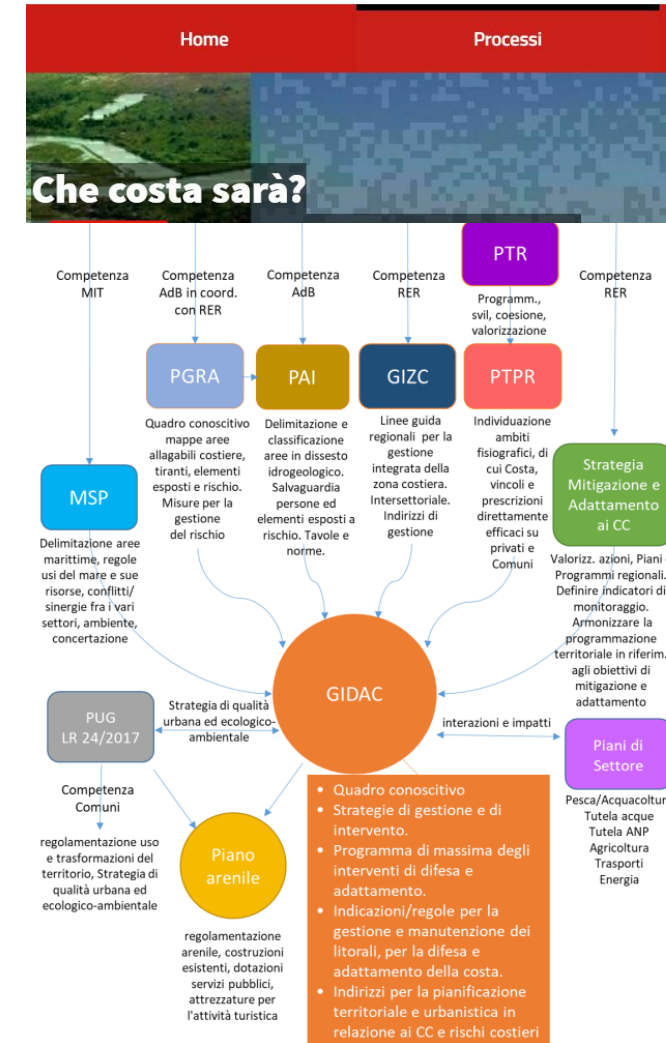 Home
Processi
Che costa sarà?
PTR
Competenza
MIT
Competenza
AdB in coord.
con RER
Competenza
AdB
Competenza
RER
Programm.,
svil, coesione,
valorizzazione
Competenza
RER
PGRA
PAI
GIZC
PTPR
Quadro conoscitivo
mappe aree
allagabili costiere,
tiranti, elementi
esposti e rischio.
Misure per la
gestione
del rischio
Delimitazione e
classificazione
aree in dissesto
idrogeologico.
Salvaguardia
persone ed
elementi esposti a
rischio. Tavole e
norme.
Linee guida
regionali per la
gestione
integrata della
zona costiera.
Intersettoriale.
Indirizzi di
gestione
Individuazione
ambiti
fisiografici, di
cui Costa,
vincoli e
prescrizioni
direttamente
efficaci su
privati e
Comuni
Strategia
Mitigazione e
Adattamento
ai CC
MSP
Delimitazione aree
marittime, regole
usi del mare e sue
risorse, conflitti/
sinergie fra i vari
settori, ambiente,
concertazione
Valorizz. azioni, Piani
Programmi regionali.
Definire indicatori di
monitoraggio.
Armonizzare la
programmazione
territoriale in riferim.
agli obiettivi di
mitigazione e
adattamento
GIDAC
PUG
LR 24/2017
Strategia di qualità
urbana ed ecologico-
ambientale
interazioni e impatti
Piani di
Settore
Competenza
Comuni
regolamentazione uso
e trasformazioni del
territorio, Strategia di
qualità urbana ed
ecologico-ambientale
Piano
arenile
regolamentazione
arenile, costruzioni
esistenti, dotazioni
servizi pubblici,
attrezzature per
l'attività turistica
• Quadro conoscitivo
• Strategie di gestione e di
intervento.
• Programma di massima degli
interventi di difesa e
adattamento.
• Indicazioni/regole per la
gestione e manutenzione dei
litorali, per la difesa e
adattamento della costa.
• Indirizzi per la pianificazione
territoriale e urbanistica in
relazione ai CC e rischi costieri
Pesca/Acquacoltur
Tutela acque
Tutela ANP
Agricoltura
Trasporti
Energia